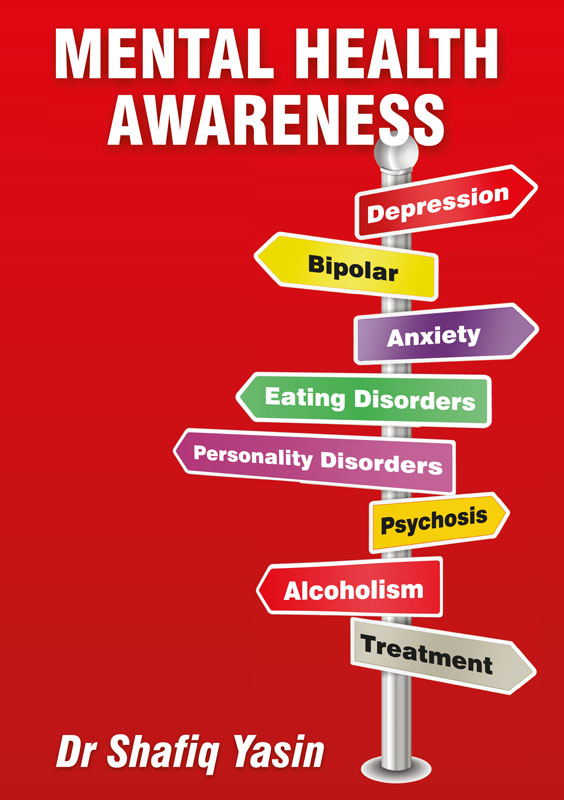 MENTAL HEALTH
AWARENESS
Depression
Bipolar
Anxiety
Eating Disorders
Personality Disorders
Psychosis
Alcoholism
Treatment
Dr Shafiq Yasin